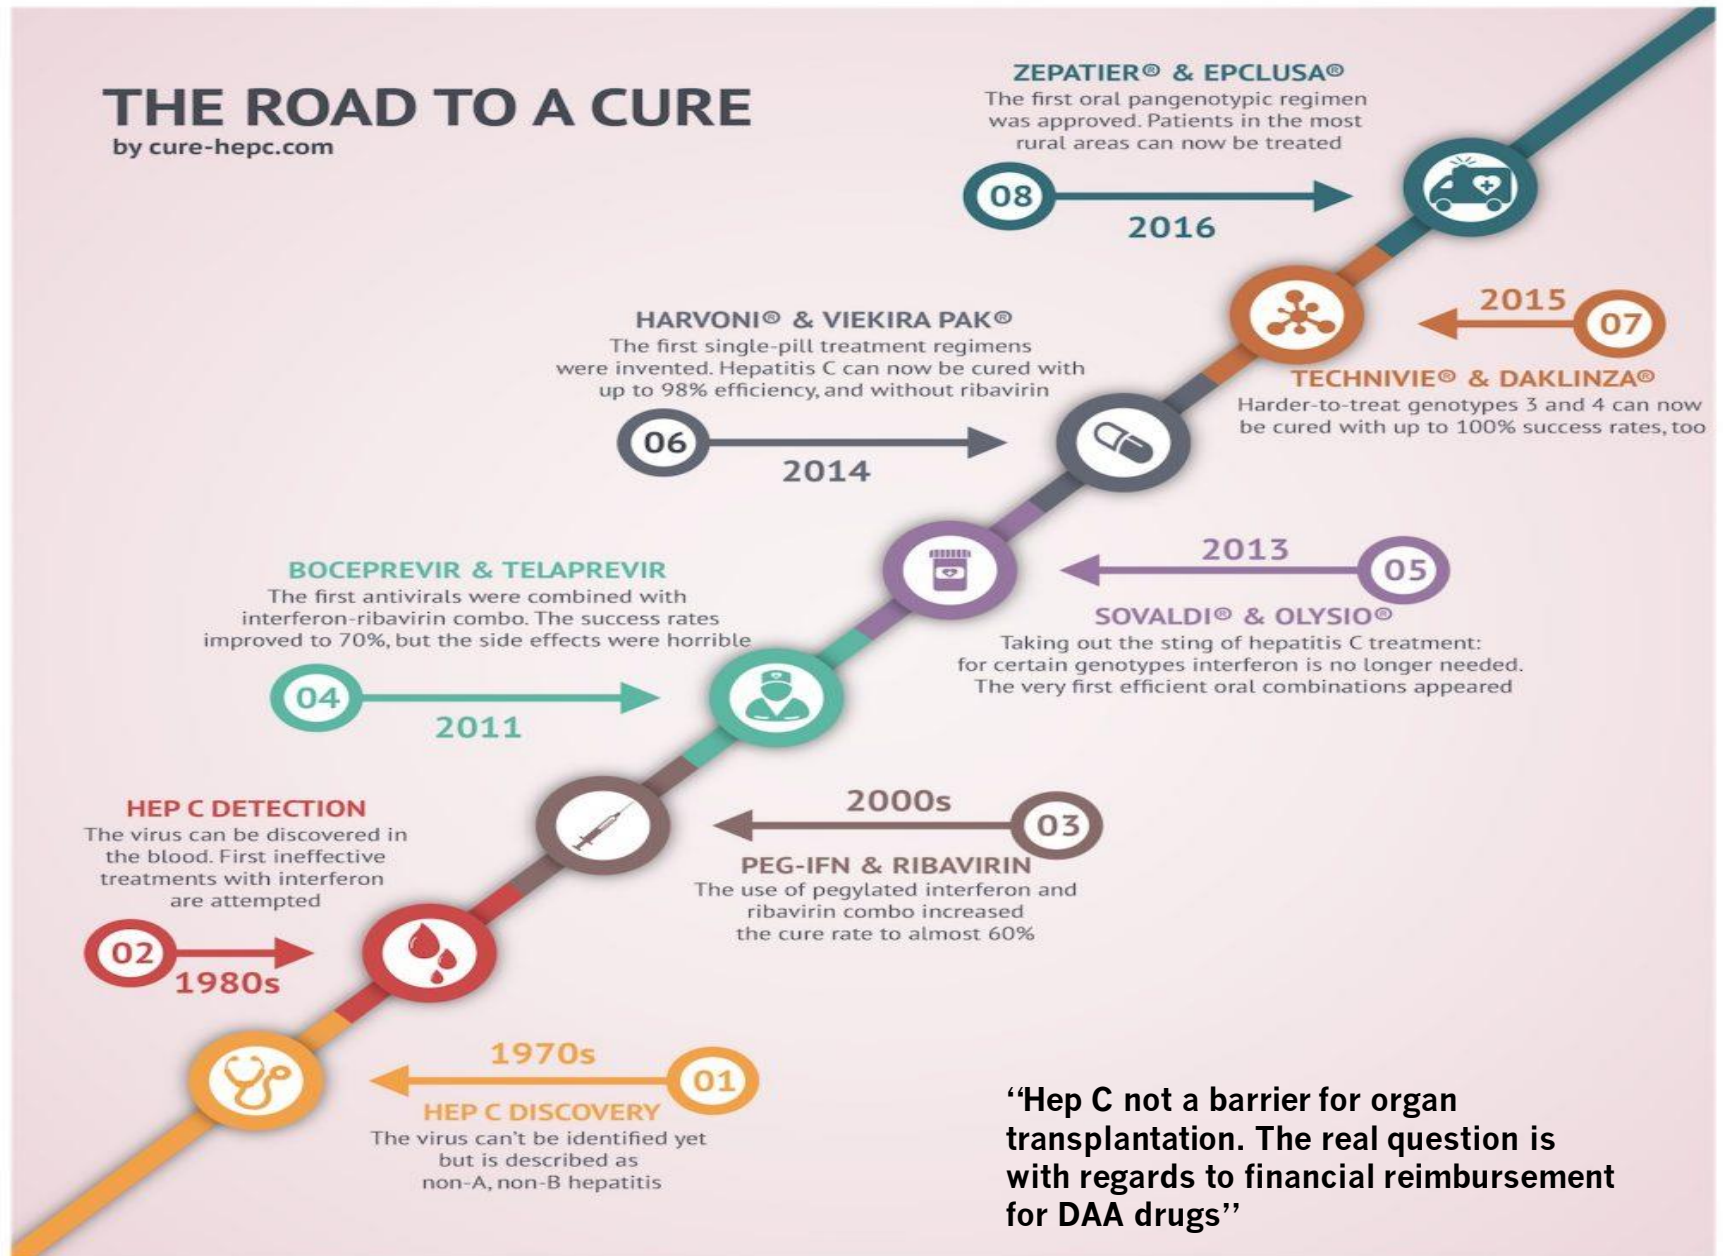 THE ROAD TO A CURE
by cure-hepc.com
ZEPATIER® & EPCLUSA®
The first oral pangenotypic regimen
was approved. Patients in the most
rural areas can now be treated
08
2016
2015
07
TECHNIVIE® & DAKLINZA®
Harder-to-treat genotypes 3 and 4 can now
be cured with up to 100% success rates, too
HARVONI® & VIEKIRA PAK®
The first single-pill treatment regimens
were invented. Hepatitis C can now be cured with
up to 98% efficiency, and without ribavirin
06
2014
2013
05
SOVALDI® & OLYSIO®
Taking out the sting of hepatitis C treatment:
for certain genotypes interferon is no longer needed.
The very first efficient oral combinations appeared
BOCEPREVIR & TELAPREVIR
The first antivirals were combined with
interferon-ribavirin combo. The success rates
improved to 70%, but the side effects were horrible
04
2011
2000s
03
PEG-IFN & RIBAVIRIN
The use of pegylated interferon and
ribavirin combo increased
the cure rate to almost 60%
HEP C DETECTION
The virus can be discovered in
the blood. First ineffective
treatments with interferon
are attempted
02
1980s
1970s
01
HEP C DISCOVERY
The virus can't be identified yet
but is described as
non-A, non-B hepatitis
‘‘Hep C not a barrier for organ
transplantation. The real question is
with regards to financial reimbursement
for DAA drugs’’